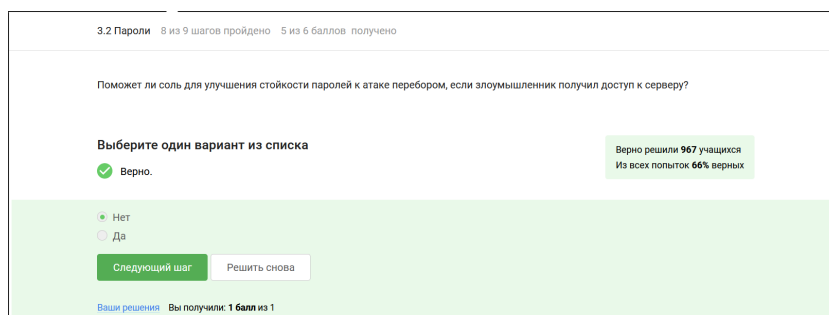 3.2 Пароли 8 из 9 шагов пройдено 5 из 6 баллов получено
Поможет ли соль для улучшения стойкости паролей к атаке перебором, если злоумышленник получил доступ к серверу?
Выберите один вариант из списка
Верно.
Верно решили 967 учащихся
Из всех попыток 66% верных
Нет
Да
Следующий шаг Решить снова
Ваши решения Вы получили: 1 балл из 1